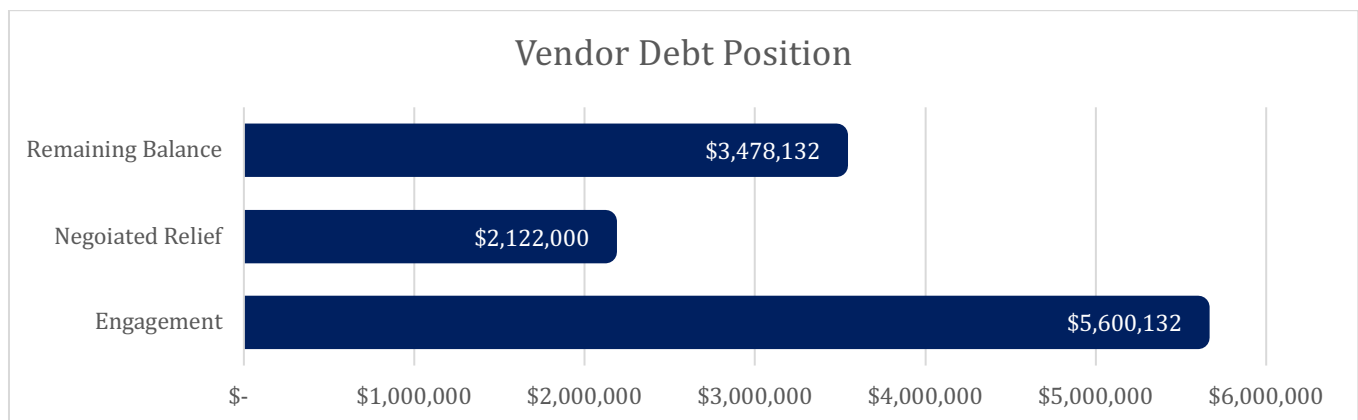 Vendor Debt Position
Remaining Balance
$3,478,132
Negoiated Relief
$2,122,000
Engagement
$5,600,132
$- $1,000,000 $2,000,000 $3,000,000 $4,000,000 $5,000,000 $6,000,000